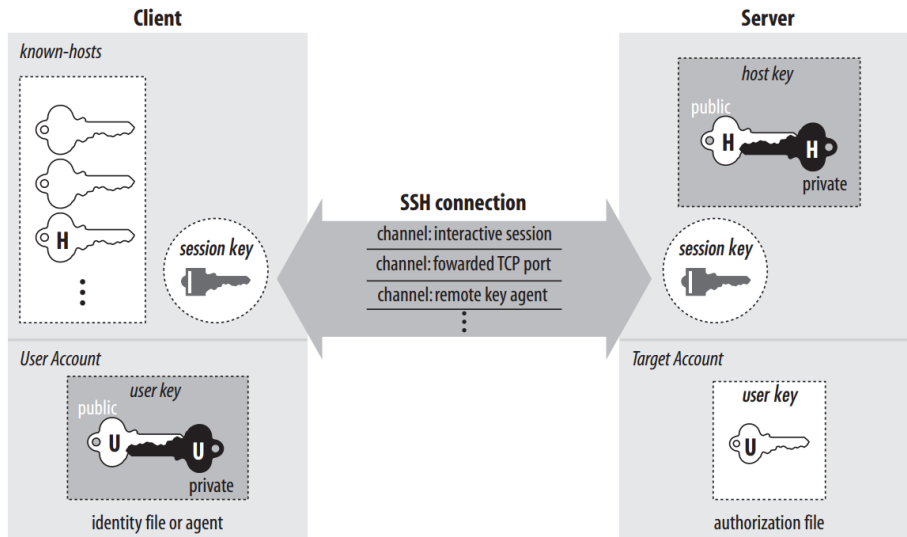 Client
known-hosts
H
session key
User Account
user key
public
U
U
private
identity file or agent
SSH connection
channel: interactive session
channel: fowarded TCP port
channel: remote key agent
Server
host key
public
H
H
private
session key
Target Account
user key
U
authorization file